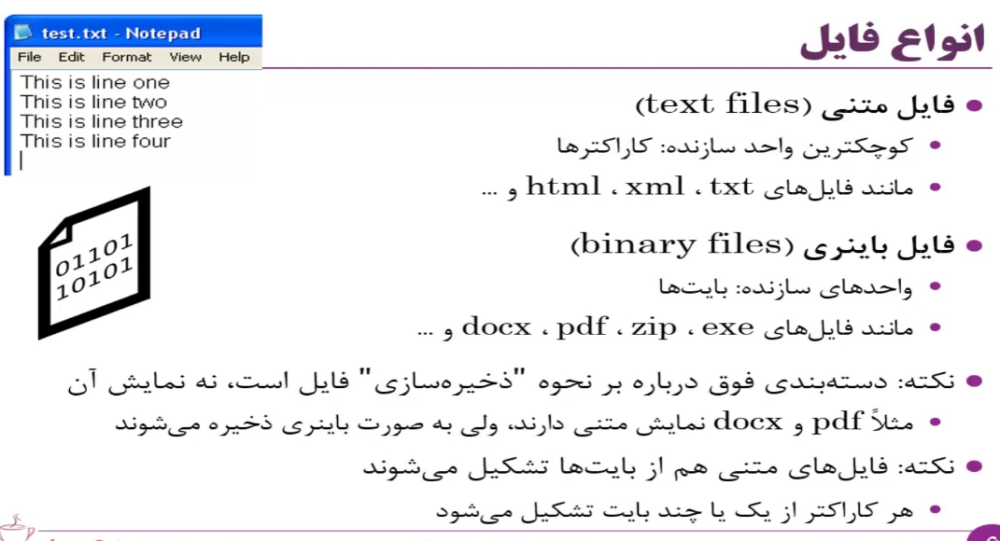 انواع فایل
test.txt - Notepad
File Edit Format View Help
This is line one
This is line two
This is line three
This is line four
فایل متنی (text files)
کوچکترین واحد سازنده: کاراکترها
مانند فایل‌های html ، xml ، txt و ...
01101
10101
فایل باینری (binary files)
واحدهای سازنده: بایت‌ها
مانند فایل‌های docx ، pdf ، zip ، exe و ...
نکته: دسته‌بندی فوق درباره بر نحوه "ذخیره‌سازی" فایل است، نه نمایش آن
مثلاً pdf و docx نمایش متنی دارند، ولی به صورت باینری ذخیره می‌شوند
نکته: فایل‌های متنی هم از بایت‌ها تشکیل می‌شوند
هر کاراکتر از یک یا چند بایت تشکیل می‌شود